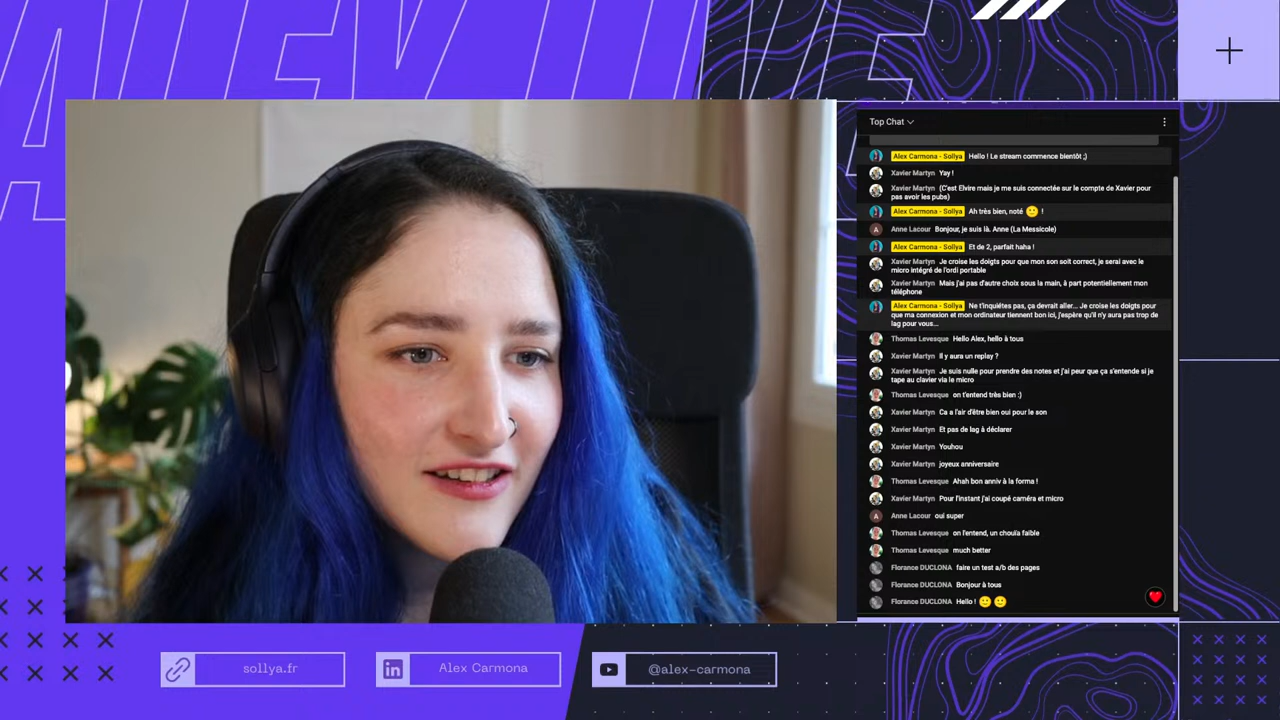 ALEX LIVE
Top Chat
Alex Carmona - Sollya Hello ! Le stream commence bientôt ;)
Xavier Martyn Yay !
Xavier Martyn (C'est Elvire mais je me suis connectée sur le compte de Xavier pour
pas avoir les pubs)
Alex Carmona - Sollya Ah très bien, noté 🙂 !
A Anne Lacour Bonjour, je suis là. Anne (La Messicole)
Alex Carmona - Sollya Et de 2, parfait haha !
Xavier Martyn Je croise les doigts pour que mon son soit correct, je serai avec le
micro intégré de l'ordi portable
Xavier Martyn Mais j'ai pas d'autre choix sous la main, à part potentiellement mon
téléphone
Alex Carmona - Sollya Ne t'inquiétes pas, ça devrait aller... Je croise les doigts pour
que ma connexion et mon ordinateur tiennent bon ici, j'espère qu'il n'y aura pas trop de
lag pour vous...
Thomas Levesque Hello Alex, hello à tous
Xavier Martyn Il y aura un replay ?
Xavier Martyn Je suis nulle pour prendre des notes et j'ai peur que ça s'entende si je
tape au clavier via le micro
Thomas Levesque on t'entend très bien :)
Xavier Martyn Ca a l'air d'être bien oui pour le son
Xavier Martyn Et pas de lag à déclarer
Xavier Martyn Youhou
Xavier Martyn joyeux anniversaire
Thomas Levesque Ahah bon anniv à la forma !
Xavier Martyn Pour l'instant j'ai coupé caméra et micro
A Anne Lacour oui super
Thomas Levesque on l'entend, un chouïa faible
Thomas Levesque much better
Florance DUCLONA faire un test a/b des pages
Florance DUCLONA Bonjour à tous
Florance DUCLONA Hello ! 🙂 🙂
sollya.fr
in Alex Carmona
@alex-carmona